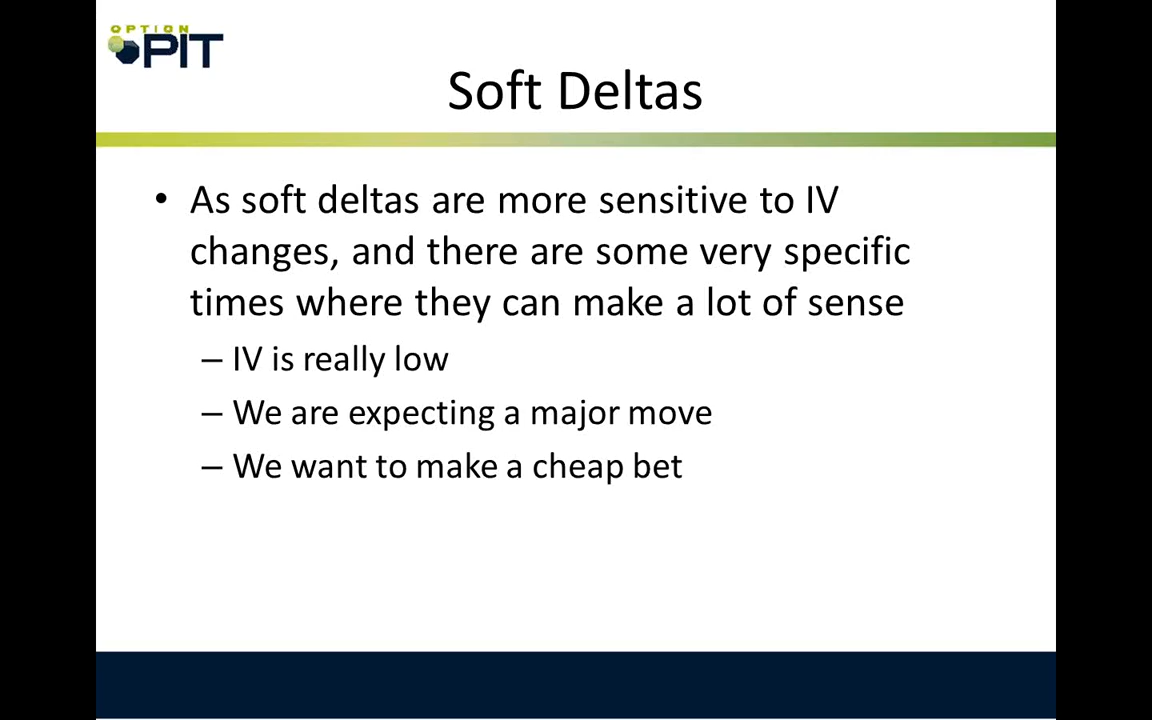 OPTION
PIT
Soft Deltas
• As soft deltas are more sensitive to IV
changes, and there are some very specific
times where they can make a lot of sense
– IV is really low
– We are expecting a major move
– We want to make a cheap bet